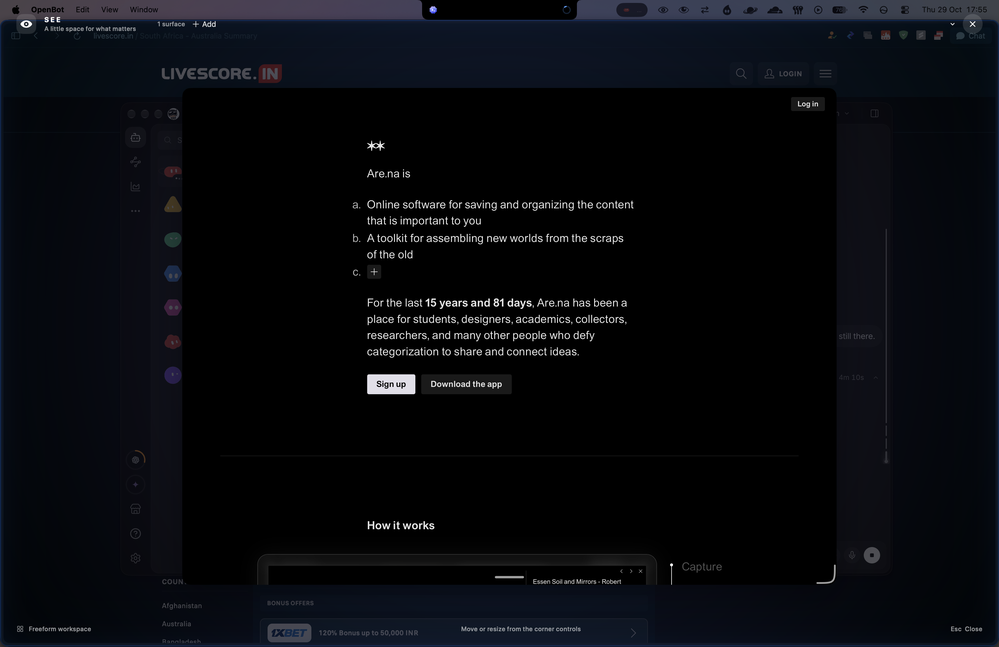 OpenBot Edit View Window
Thu 29 Oct 17:55
SEE
A little space for what matters
1 surface
+ Add
livescore.in / South Africa - Australia Summary
Chat
LIVESCORE.IN
LOGIN
Log in
**
Are.na is
a. Online software for saving and organizing the content
that is important to you
b. A toolkit for assembling new worlds from the scraps
of the old
c. +
For the last 15 years and 81 days, Are.na has been a
place for students, designers, academics, collectors,
researchers, and many other people who defy
categorization to share and connect ideas.
still there.
4m 10s
Sign up
Download the app
How it works
Capture
Essen Soil and Mirrors - Robert
COUN
Afghanistan
Australia
Bangladesh
BONUS OFFERS
1XBET
120% Bonus up to 50,000 INR
Freeform workspace
Move or resize from the corner controls
Esc Close